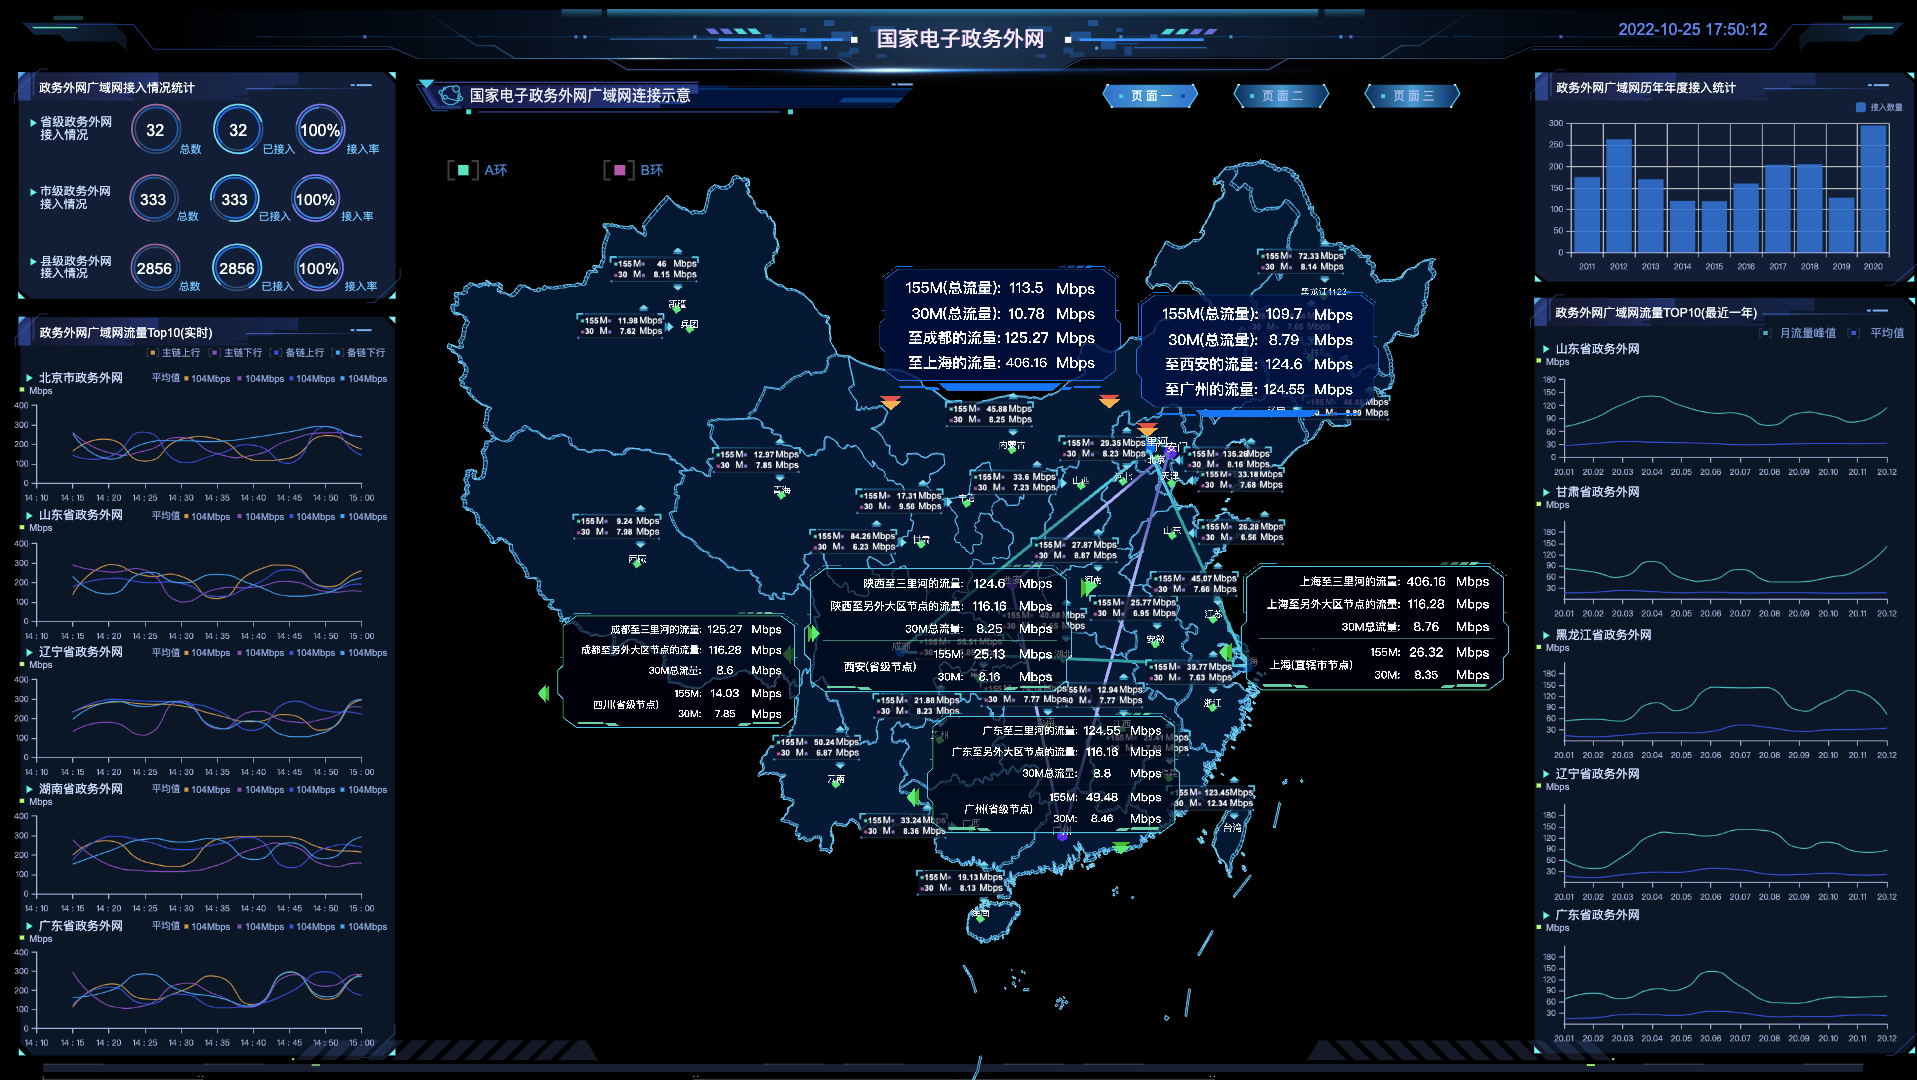 国家电子政务外网
2022-10-25 17:50:12
政务外网广域网接入情况统计
省级政务外网
接入情况
32 总数
32 已接入
100% 接入率
市级政务外网
接入情况
333 总数
333 已接入
100% 接入率
县级政务外网
接入情况
2856 总数
2856 已接入
100% 接入率
政务外网广域网流量Top10(实时)
主链上行 主链下行 备链上行 备链下行
北京市政务外网 平均值 104Mbps 104Mbps 104Mbps 104Mbps
Mbps
400
300
200
100
0
14：10 14：15 14：20 14：25 14：30 14：35 14：40 14：45 14：50 15：00
山东省政务外网 平均值 104Mbps 104Mbps 104Mbps 104Mbps
Mbps
400
300
200
100
0
14：10 14：15 14：20 14：25 14：30 14：35 14：40 14：45 14：50 15：00
辽宁省政务外网 平均值 104Mbps 104Mbps 104Mbps 104Mbps
Mbps
400
300
200
100
0
14：10 14：15 14：20 14：25 14：30 14：35 14：40 14：45 14：50 15：00
湖南省政务外网 平均值 104Mbps 104Mbps 104Mbps 104Mbps
Mbps
400
300
200
100
0
14：10 14：15 14：20 14：25 14：30 14：35 14：40 14：45 14：50 15：00
广东省政务外网 平均值 104Mbps 104Mbps 104Mbps 104Mbps
Mbps
400
300
200
100
0
14：10 14：15 14：20 14：25 14：30 14：35 14：40 14：45 14：50 15：00
国家电子政务外网广域网连接示意
页面一 页面二 页面三
A环 B环
155M 46 Mbps
30 M 8.15 Mbps
新疆
155M 11.98 Mbps
30 M 7.62 Mbps
兵团
155M 72.33 Mbps
30 M 8.14 Mbps
黑龙江1123
155M(总流量): 113.5 Mbps
30M(总流量): 10.78 Mbps
至成都的流量: 125.27 Mbps
至上海的流量: 406.16 Mbps
155M(总流量): 109.7 Mbps
30M(总流量): 8.79 Mbps
至西安的流量: 124.6 Mbps
至广州的流量: 124.55 Mbps
155M 45.88 Mbps
30 M 8.25 Mbps
内蒙古
155M 29.35 Mbps
30 M 8.23 Mbps
155M 135.26 Mbps
30 M 8.16 Mbps
155M 33.18 Mbps
30 M 7.68 Mbps
北京
天津
155M 12.97 Mbps
30 M 7.85 Mbps
青海
155M 33.6 Mbps
30 M 7.23 Mbps
山西
155M 17.31 Mbps
30 M 9.56 Mbps
155M 9.24 Mbps
30 M 7.98 Mbps
西藏
155M 84.26 Mbps
30 M 6.23 Mbps
甘肃
155M 26.28 Mbps
30 M 6.56 Mbps
山东
155M 27.87 Mbps
30 M 8.87 Mbps
河南
155M 45.07 Mbps
30 M 7.66 Mbps
江苏
155M 25.77 Mbps
30 M 6.95 Mbps
安徽
155M 39.77 Mbps
30 M 7.63 Mbps
浙江
陕西至三里河的流量: 124.6 Mbps
陕西至另外大区节点的流量: 116.16 Mbps
30M总流量: 8.25 Mbps
西安(省级节点)
155M: 25.13 Mbps
30M: 8.16 Mbps
成都至三里河的流量: 125.27 Mbps
成都至另外大区节点的流量: 116.28 Mbps
30M总流量: 8.6 Mbps
四川(省级节点)
155M: 14.03 Mbps
30M: 7.85 Mbps
上海至三里河的流量: 406.16 Mbps
上海至另外大区节点的流量: 116.28 Mbps
30M总流量: 8.76 Mbps
上海(直辖市节点)
155M: 26.32 Mbps
30M: 8.35 Mbps
155M 21.88 Mbps
30 M 8.23 Mbps
12.94 Mbps
7.77 Mbps
155M 50.24 Mbps
30 M 6.87 Mbps
云南
广东至三里河的流量: 124.55 Mbps
广东至另外大区节点的流量: 116.16 Mbps
30M总流量: 8.8 Mbps
广州(省级节点)
155M: 49.48 Mbps
30M: 8.46 Mbps
155M 123.45Mbps
30 M 12.34 Mbps
台湾
155M 33.24 Mbps
30 M 8.36 Mbps
155M 19.13 Mbps
30 M 8.13 Mbps
海南
政务外网广域网历年年度接入统计
接入数量
300
250
200
150
100
50
0
2011 2012 2013 2014 2015 2016 2017 2018 2019 2020
政务外网广域网流量TOP10(最近一年)
月流量峰值 平均值
山东省政务外网
Mbps
180
150
120
90
60
30
0
20.01 20.02 20.03 20.04 20.05 20.06 20.07 20.08 20.09 20.10 20.11 20.12
甘肃省政务外网
Mbps
180
150
120
90
60
30
20.01 20.02 20.03 20.04 20.05 20.06 20.07 20.08 20.09 20.10 20.11 20.12
黑龙江省政务外网
Mbps
180
150
120
90
60
30
20.01 20.02 20.03 20.04 20.05 20.06 20.07 20.08 20.09 20.10 20.11 20.12
辽宁省政务外网
Mbps
180
150
120
90
60
30
20.01 20.02 20.03 20.04 20.05 20.06 20.07 20.08 20.09 20.10 20.11 20.12
广东省政务外网
Mbps
180
150
120
90
60
30
20.01 20.02 20.03 20.04 20.05 20.06 20.07 20.08 20.09 20.10 20.11 20.12